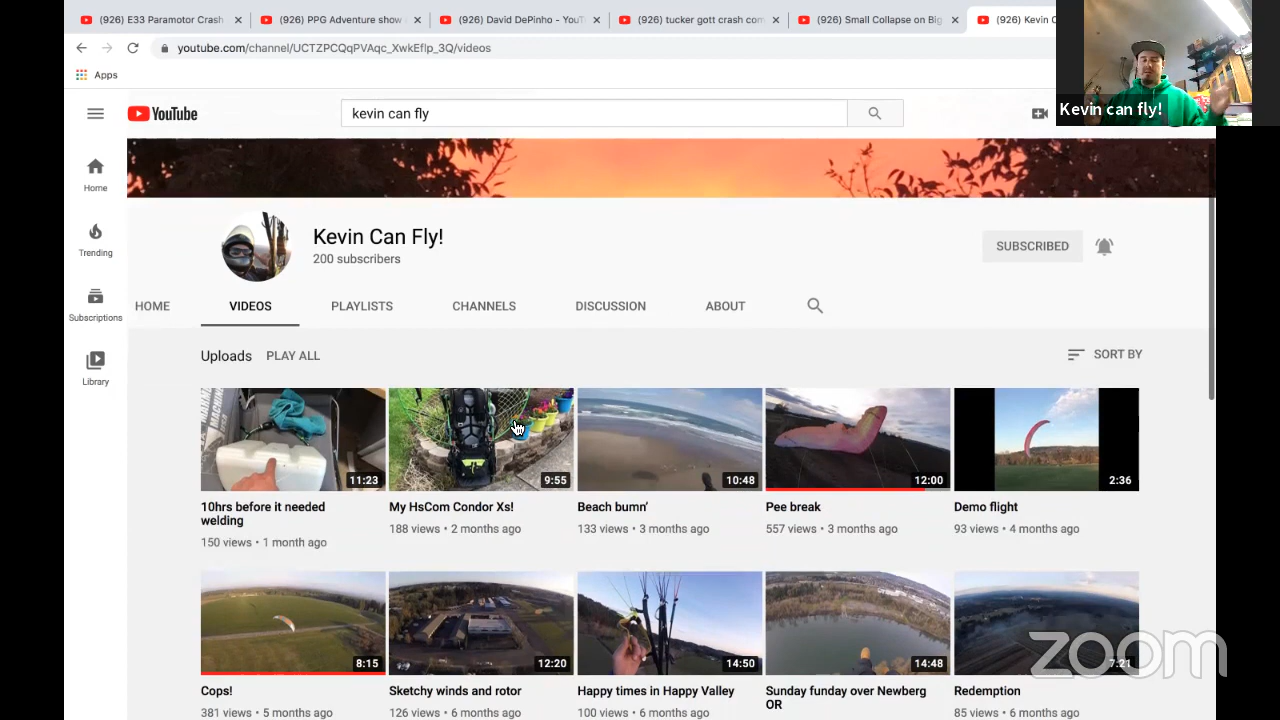 (926) E33 Paramotor Crash
(926) PPG Adventure show
(926) David DePinho - YouT
(926) tucker gott crash com
(926) Small Collapse on Big
(926) Kevin C
youtube.com/channel/UCTZPCQqPVAqc_XwkEflp_3Q/videos
Apps
Kevin can fly!
YouTube
kevin can fly
Home
Trending
Subscriptions
Library
Kevin Can Fly!
200 subscribers
SUBSCRIBED
HOME VIDEOS PLAYLISTS CHANNELS DISCUSSION ABOUT
Uploads PLAY ALL
SORT BY
11:23 9:55 10:48 12:00 2:36
10hrs before it needed
welding
150 views • 1 month ago
My HsCom Condor Xs!
188 views • 2 months ago
Beach bumn'
133 views • 3 months ago
Pee break
557 views • 3 months ago
Demo flight
93 views • 4 months ago
8:15 12:20 14:50 14:48 7:21
Cops!
381 views • 5 months ago
Sketchy winds and rotor
126 views • 6 months ago
Happy times in Happy Valley
100 views • 6 months ago
Sunday funday over Newberg
OR
Redemption
85 views • 6 months ago
zoom